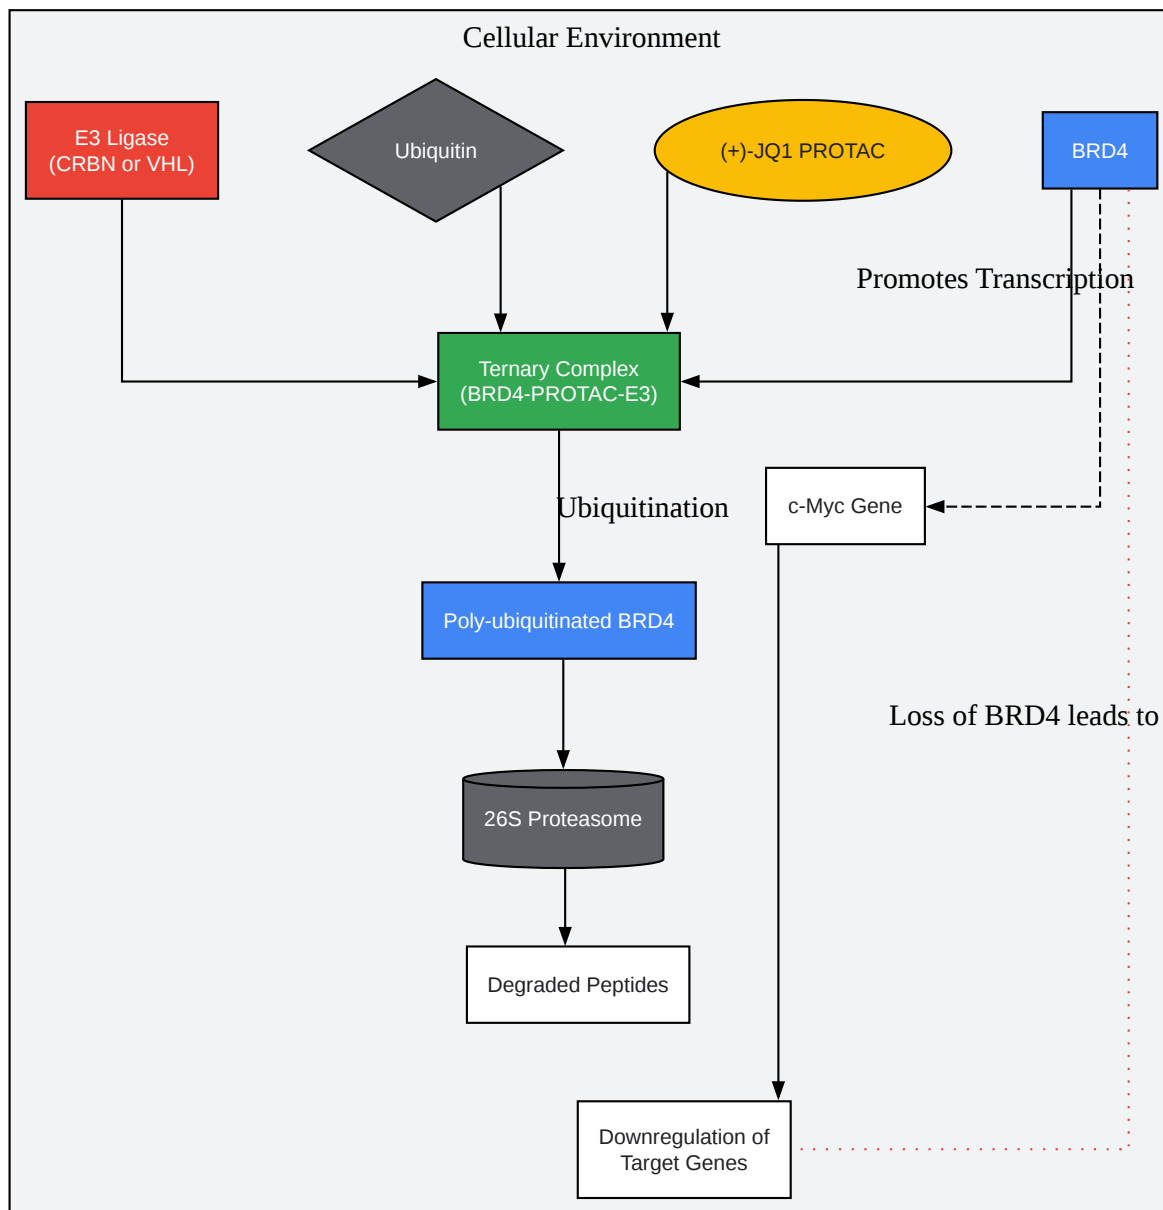 Cellular Environment
E3 Ligase
(CRBN or VHL)
Ubiquitin
(+)-JQ1 PROTAC
BRD4
Promotes Transcription
Ternary Complex
(BRD4-PROTAC-E3)
c-Myc Gene
Ubiquitination
Poly-ubiquitinated BRD4
Loss of BRD4 leads to
26S Proteasome
Degraded Peptides
Downregulation of
Target Genes